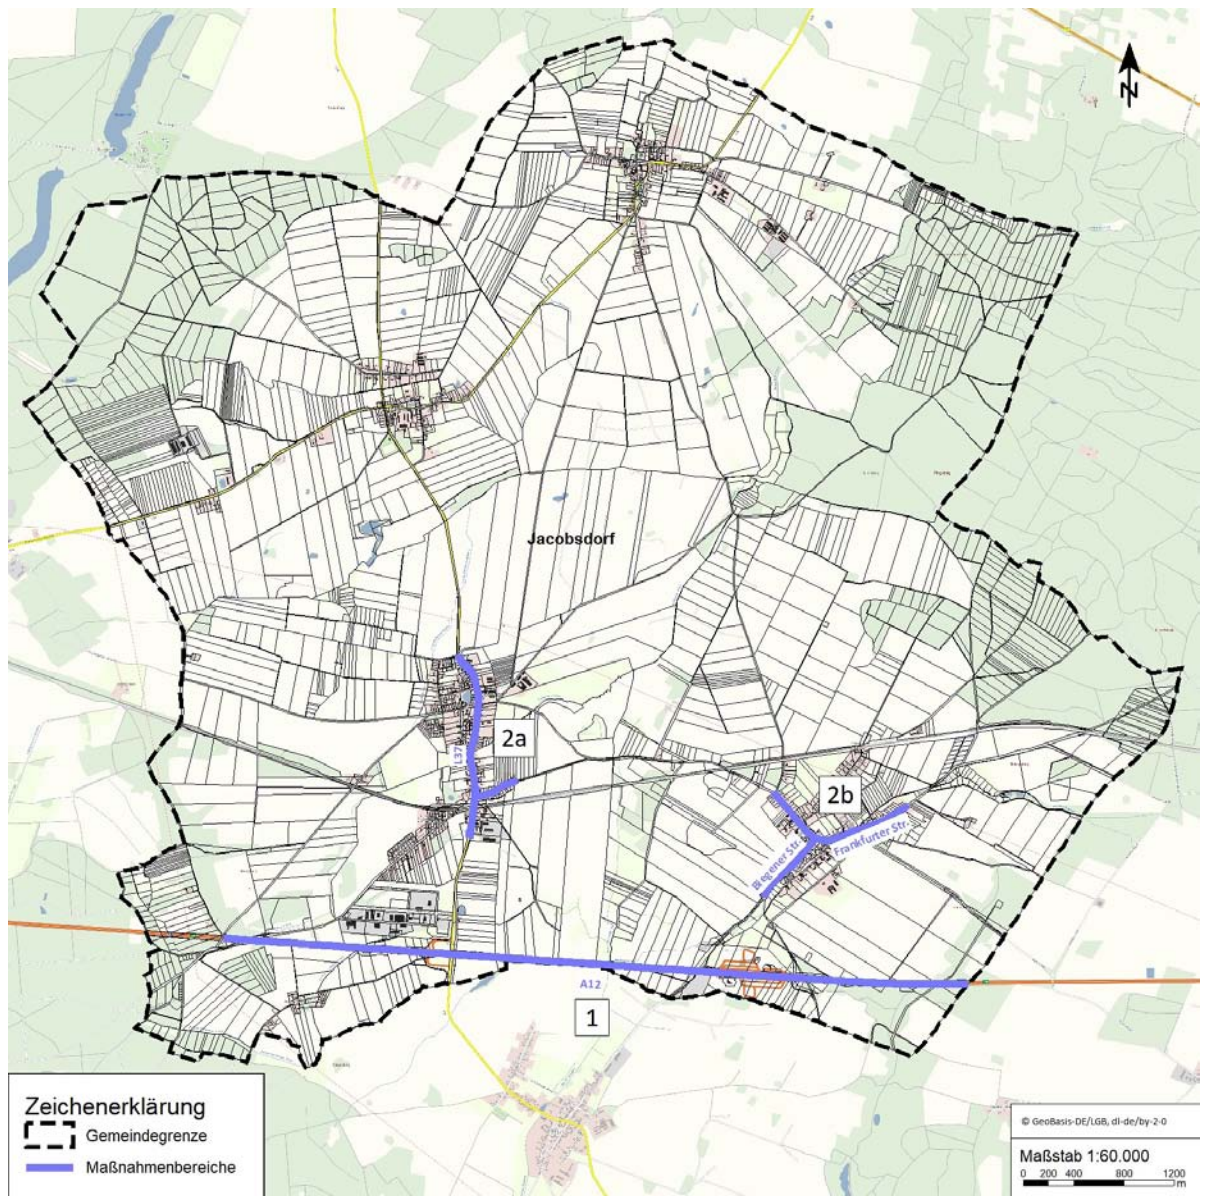 N
Jacobsdorf
2a
L37
2b
Biegener Str.
Frankfurter Str.
A12
1
Zeichenerklärung
Gemeindegrenze
Maßnahmenbereiche
© GeoBasis-DE/LGB, dl-de/by-2-0
Maßstab 1:60.000
0 200 400 800 1200
m